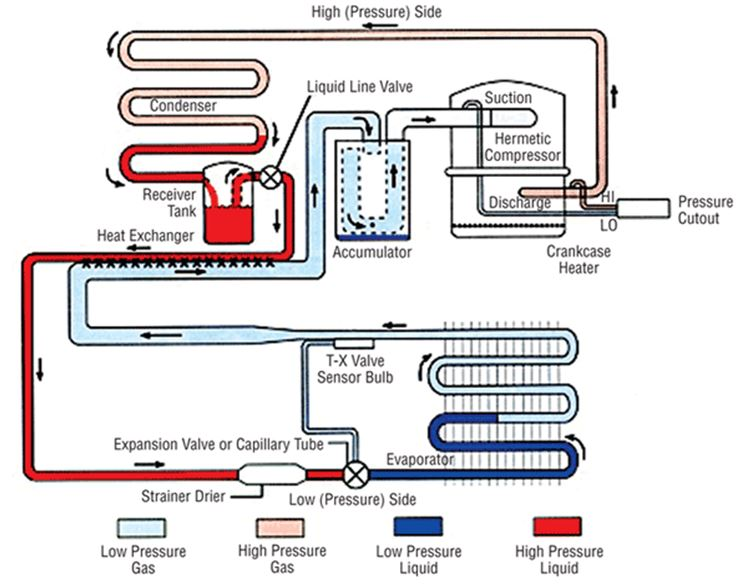 High (Pressure) Side
Liquid Line Valve
Condenser
Suction
Hermetic
Compressor
Receiver
Tank
Discharge
HI
LO
Pressure
Cutout
Heat Exchanger
Accumulator
Crankcase
Heater
T-X Valve
Sensor Bulb
Expansion Valve or Capillary Tube
Evaporator
Strainer Drier
Low (Pressure) Side
Low Pressure
Gas
High Pressure
Gas
Low Pressure
Liquid
High Pressure
Liquid